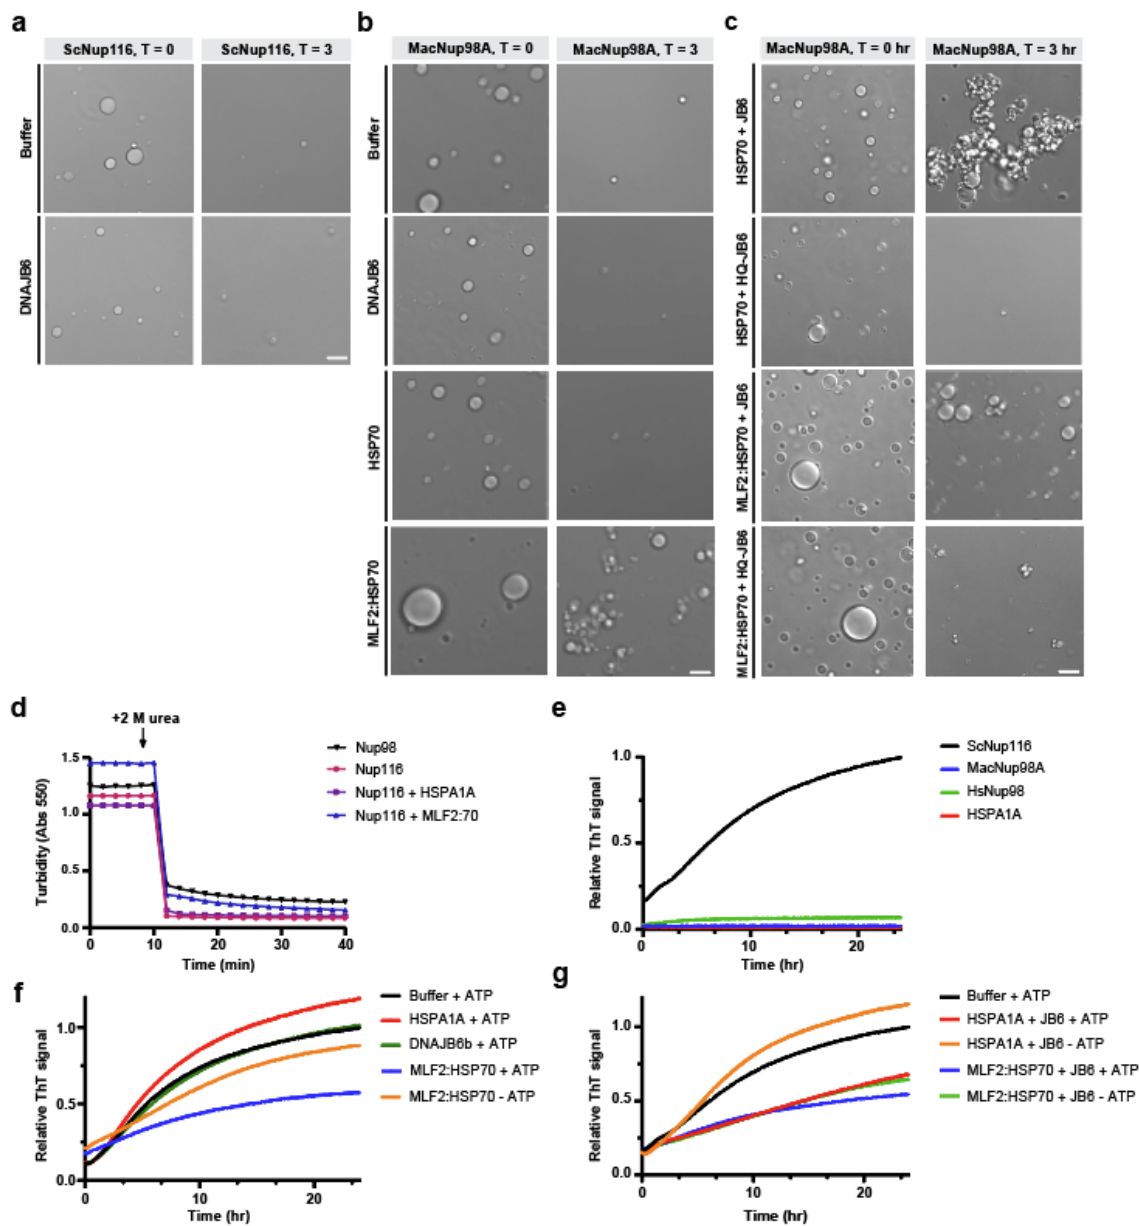 a
ScNup116, T = 0
ScNup116, T = 3
Buffer
DNAJB6
b
MacNup98A, T = 0
MacNup98A, T = 3
Buffer
DNAJB6
HSP70
MLF2:HSP70
c
MacNup98A, T = 0 hr
MacNup98A, T = 3 hr
HSP70 + JB6
HSP70 + HQ-JB6
MLF2:HSP70 + JB6
MLF2:HSP70 + HQ-JB6
d
+2 M urea
Turbidity (Abs 550)
1.5
1.0
0.5
0.0
0
10
20
30
40
Time (min)
Nup98
Nup116
Nup116 + HSPA1A
Nup116 + MLF2:70
e
Relative ThT signal
1.0
0.5
0.0
0
10
20
Time (hr)
ScNup116
MacNup98A
HsNup98
HSPA1A
f
Relative ThT signal
1.0
0.5
0.0
0
10
20
Time (hr)
Buffer + ATP
HSPA1A + ATP
DNAJB6b + ATP
MLF2:HSP70 + ATP
MLF2:HSP70 - ATP
g
Relative ThT signal
1.0
0.5
0.0
0
10
20
Time (hr)
Buffer + ATP
HSPA1A + JB6 + ATP
HSPA1A + JB6 - ATP
MLF2:HSP70 + JB6 + ATP
MLF2:HSP70 + JB6 - ATP